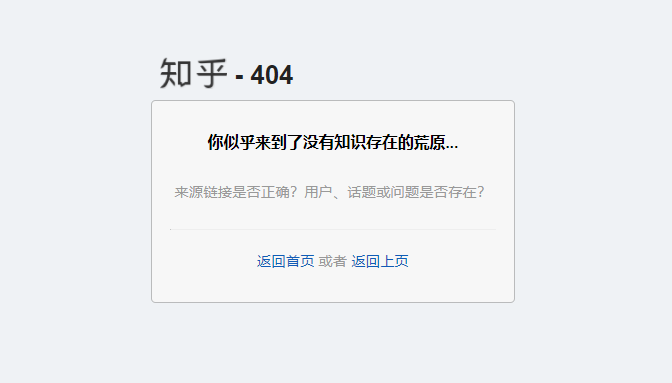 知乎 - 404
你似乎来到了没有知识存在的荒原...
来源链接是否正确？用户、话题或问题是否存在？
返回首页 或者 返回上页